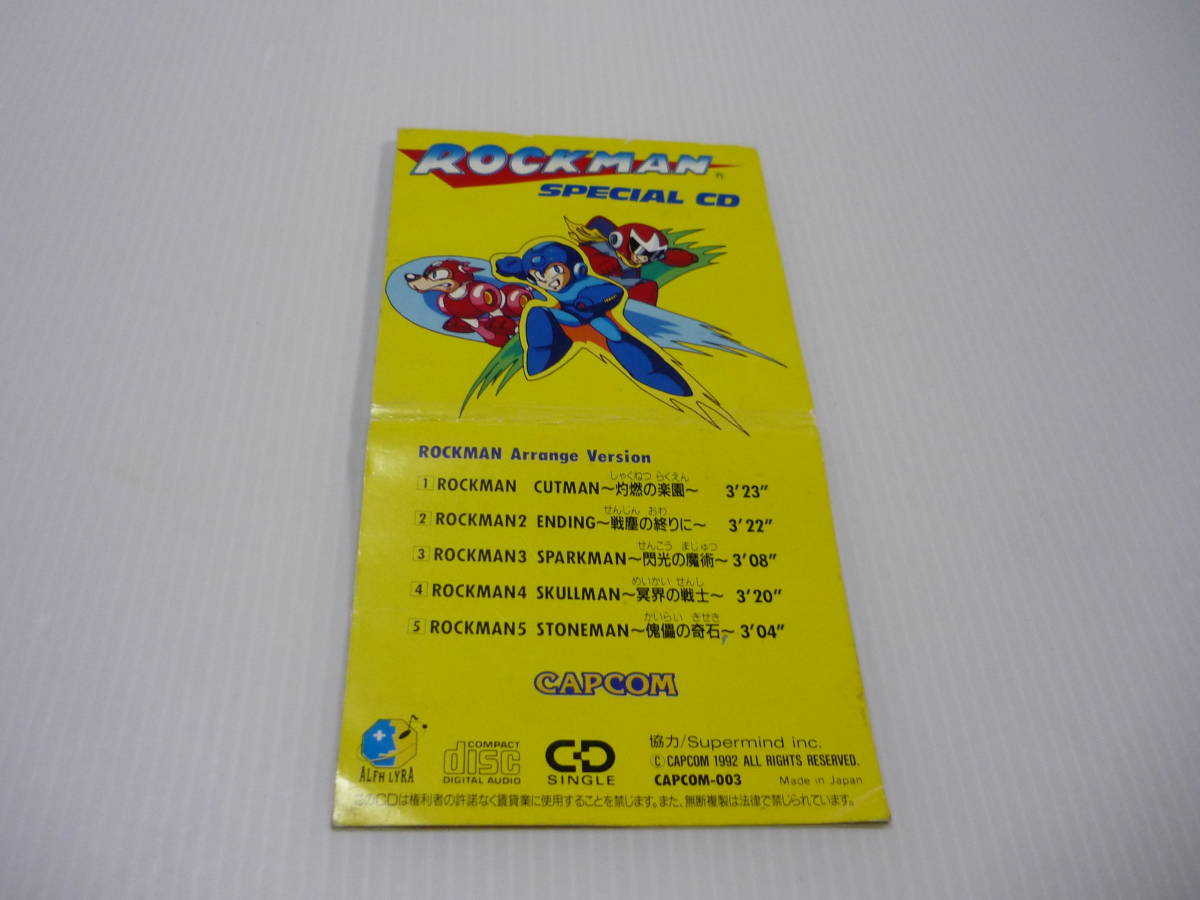 ROCKMAN ®
SPECIAL CD
ROCKMAN Arrange Version
しゃくねつ らくえん
1 ROCKMAN CUTMAN～灼燃の楽園～ 3'23"
せんじん おわ
2 ROCKMAN2 ENDING～戦塵の終りに～ 3'22"
せんこう まじゅつ
3 ROCKMAN3 SPARKMAN～閃光の魔術～ 3'08"
めいかい せんし
4 ROCKMAN4 SKULLMAN～冥界の戦士～ 3'20"
かいらい きせき
5 ROCKMAN5 STONEMAN～傀儡の奇石～ 3'04"
CAPCOM
ALFH LYRA
COMPACT
disc
DIGITAL AUDIO
CD
SINGLE
協力/Supermind inc.
Ⓒ CAPCOM 1992 ALL RIGHTS RESERVED.
CAPCOM-003 Made in Japan
このCDは権利者の許諾なく賃貸業に使用することを禁じます。また、無断複製は法律で禁じられています。